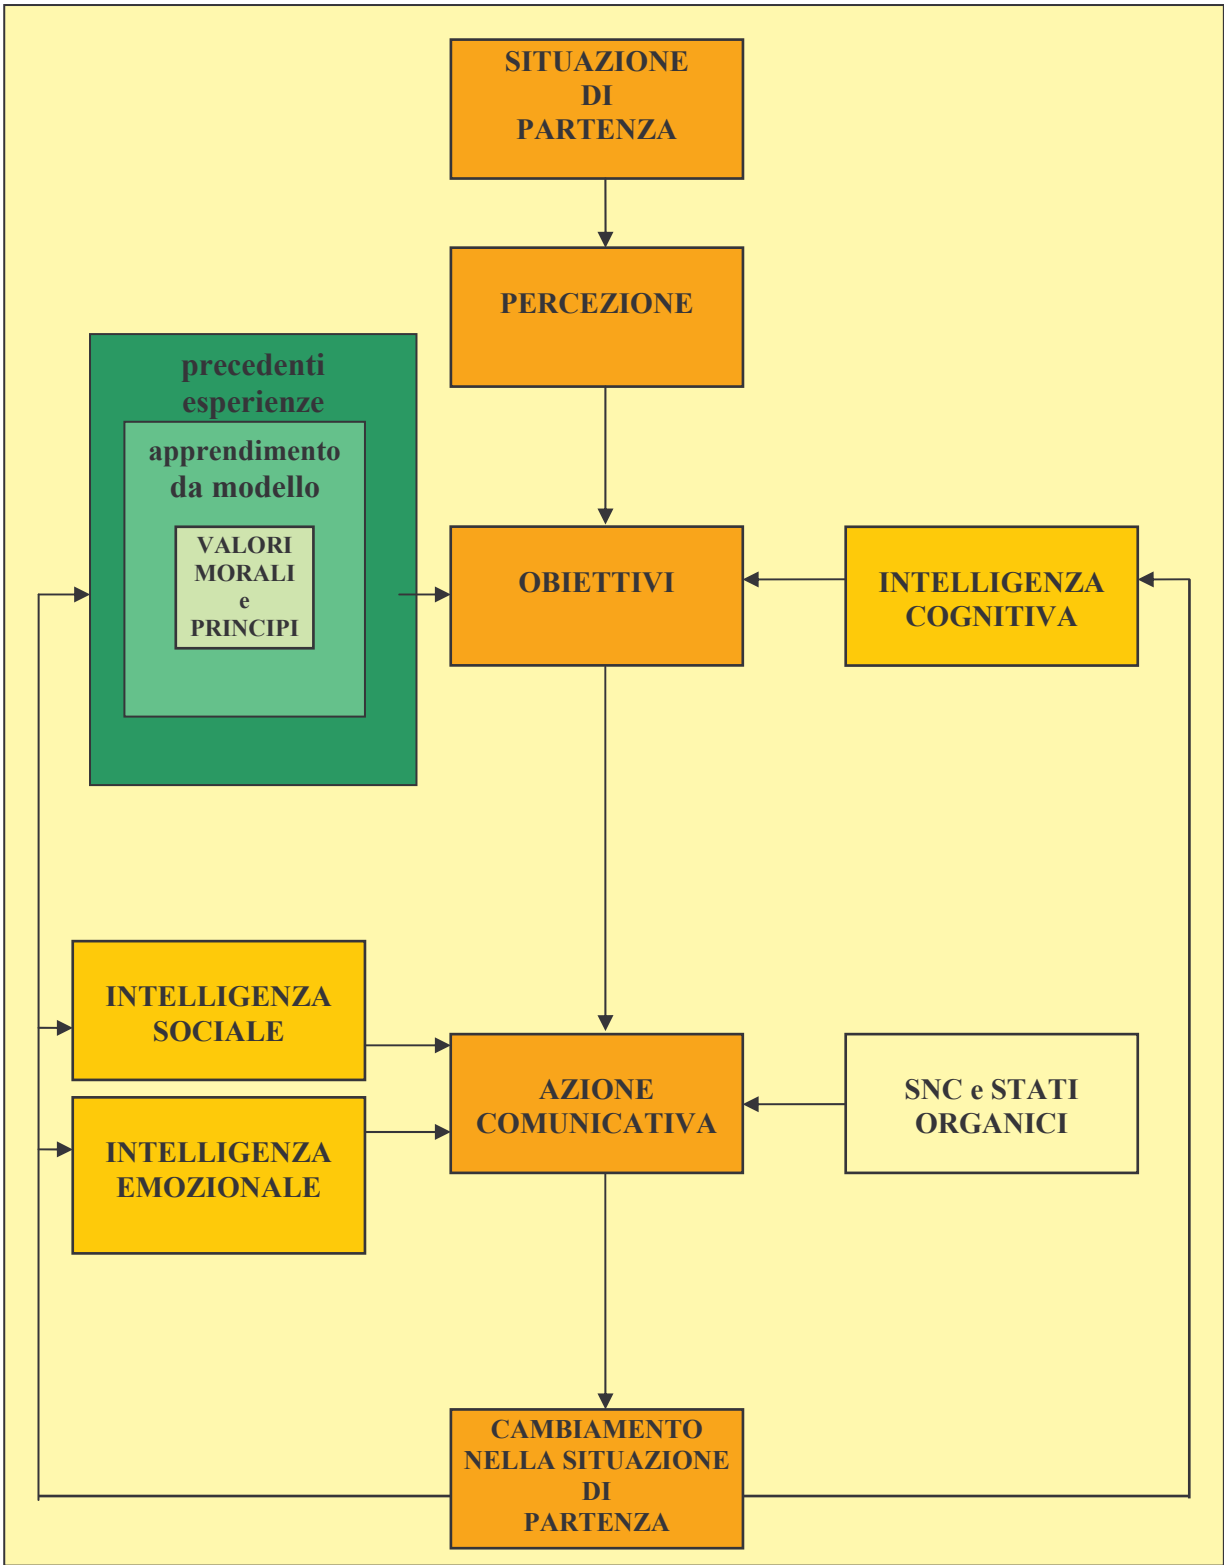 SITUAZIONE
DI
PARTENZA
PERCEZIONE
precedenti
esperienze
apprendimento
da modello
VALORI
MORALI
e
PRINCIPI
OBIETTIVI
INTELLIGENZA
COGNITIVA
INTELLIGENZA
SOCIALE
INTELLIGENZA
EMOZIONALE
AZIONE
COMUNICATIVA
SNC e STATI
ORGANICI
CAMBIAMENTO
NELLA SITUAZIONE
DI
PARTENZA